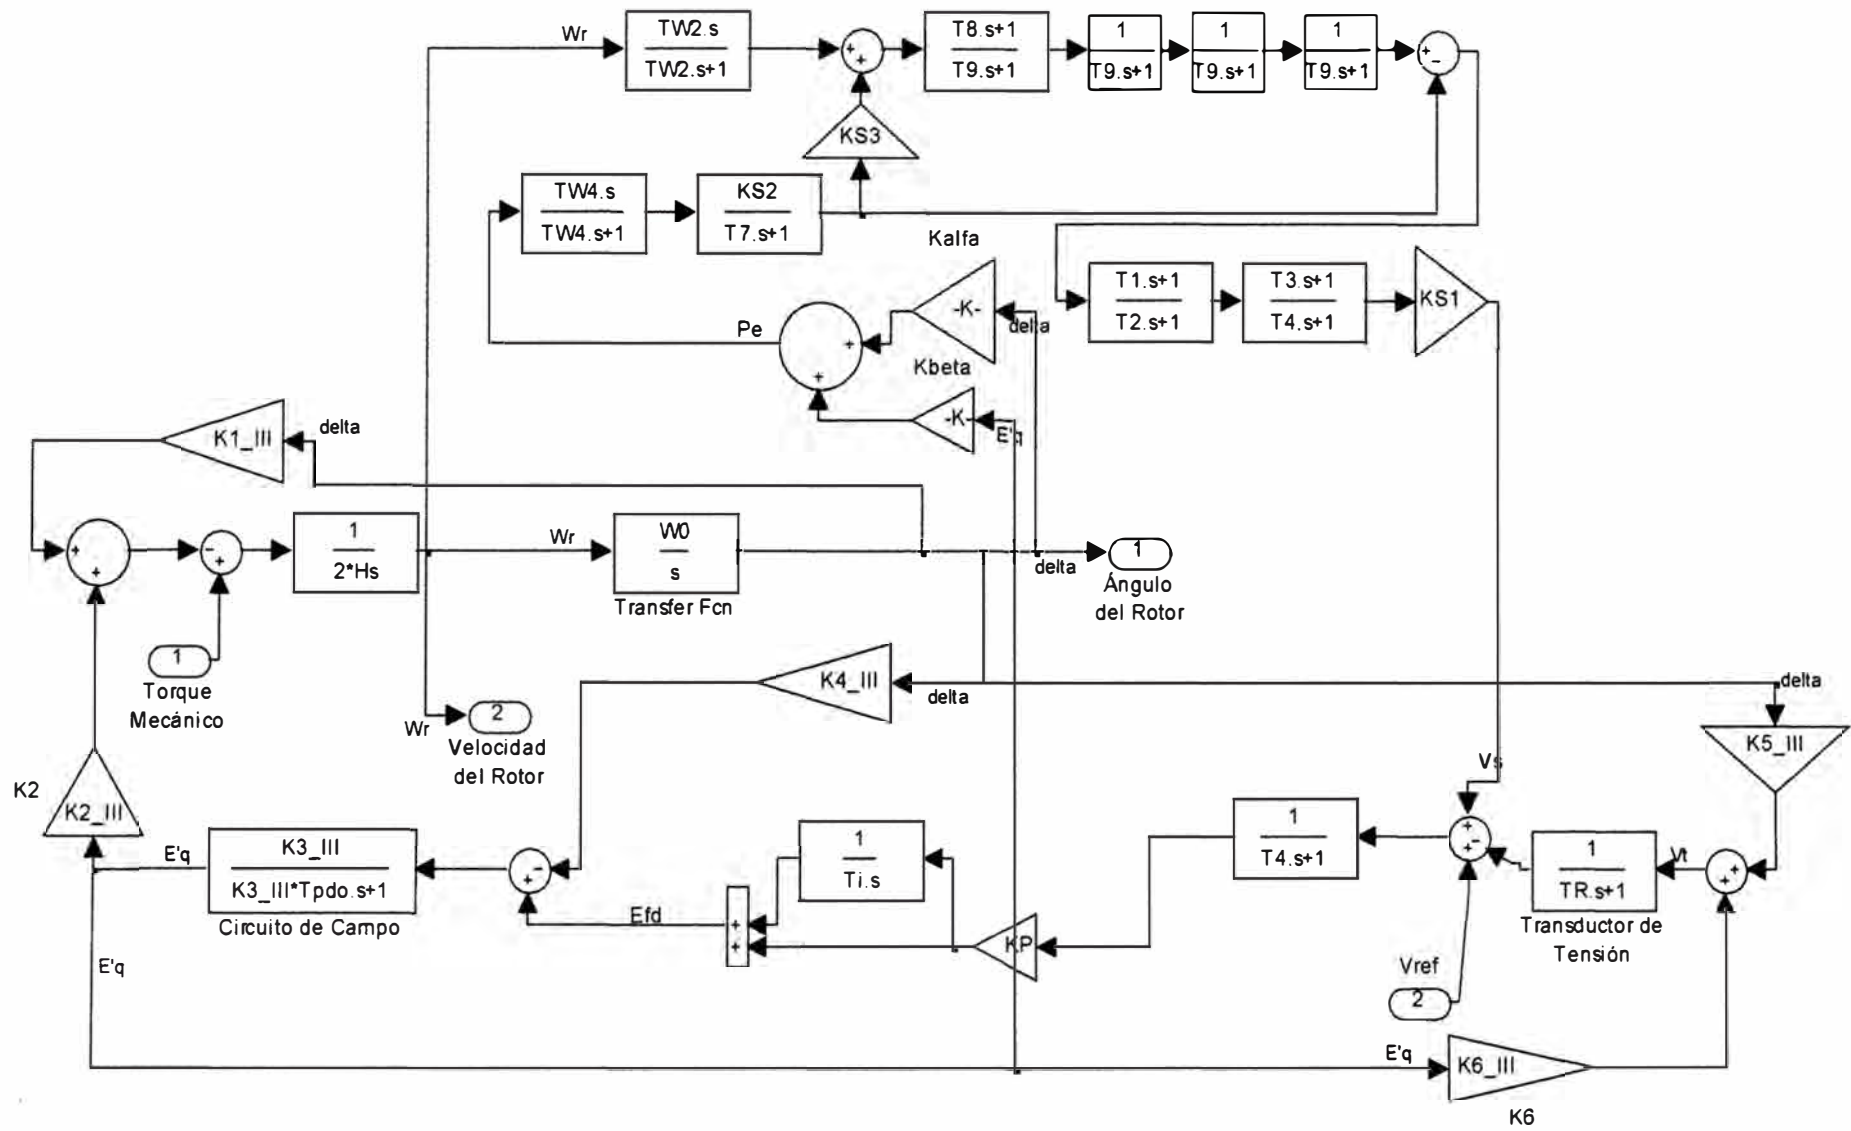 Wr
TW2.s
TW2.s+1
+
+
T8.s+1
T9.s+1
1
T9.s+1
1
T9.s+1
1
T9.s+1
+
-
KS3
TW4.s
TW4.s+1
KS2
T7.s+1
Kalfa
-K-
delta
T1.s+1
T2.s+1
T3.s+1
T4.s+1
KS1
Pe
+
+
Kbeta
-K-
E'q
K1_III
delta
+
+
-
+
1
2*Hs
Wr
W0
s
Transfer Fcn
delta
1
Ángulo
del Rotor
1
Torque
Mecánico
K4_III
delta
delta
Wr
2
Velocidad
del Rotor
K5_III
Vs
K2
K2_III
E'q
K3_III
K3_III*Tpdo.s+1
Circuito de Campo
-
+
1
Ti.s
1
T4.s+1
+
-
+
1
TR.s+1
Transductor de
Tensión
Vt
+
+
Efd
+
+
KP
E'q
Vref
2
E'q
K6_III
K6